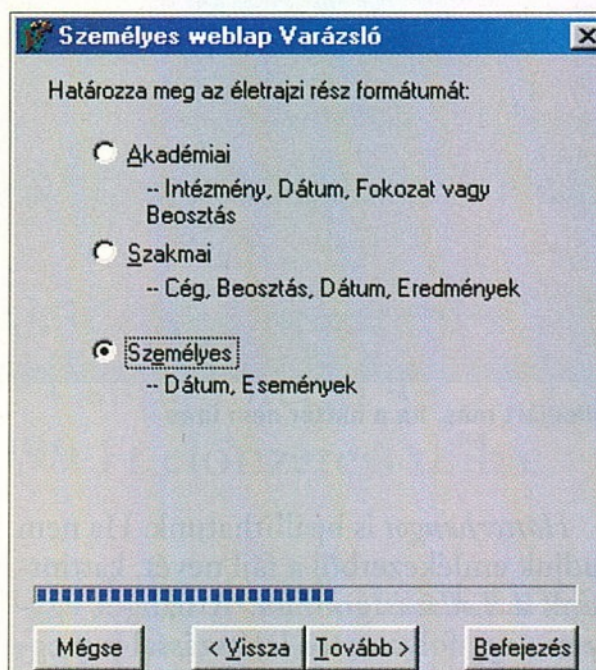 Személyes weblap Varázsló
Határozza meg az életrajzi rész formátumát:
Akadémiai
-- Intézmény, Dátum, Fokozat vagy
Beosztás
Szakmai
-- Cég, Beosztás, Dátum, Eredmények
Személyes
-- Dátum, Események
Mégse
< Vissza
Tovább >
Befejezés